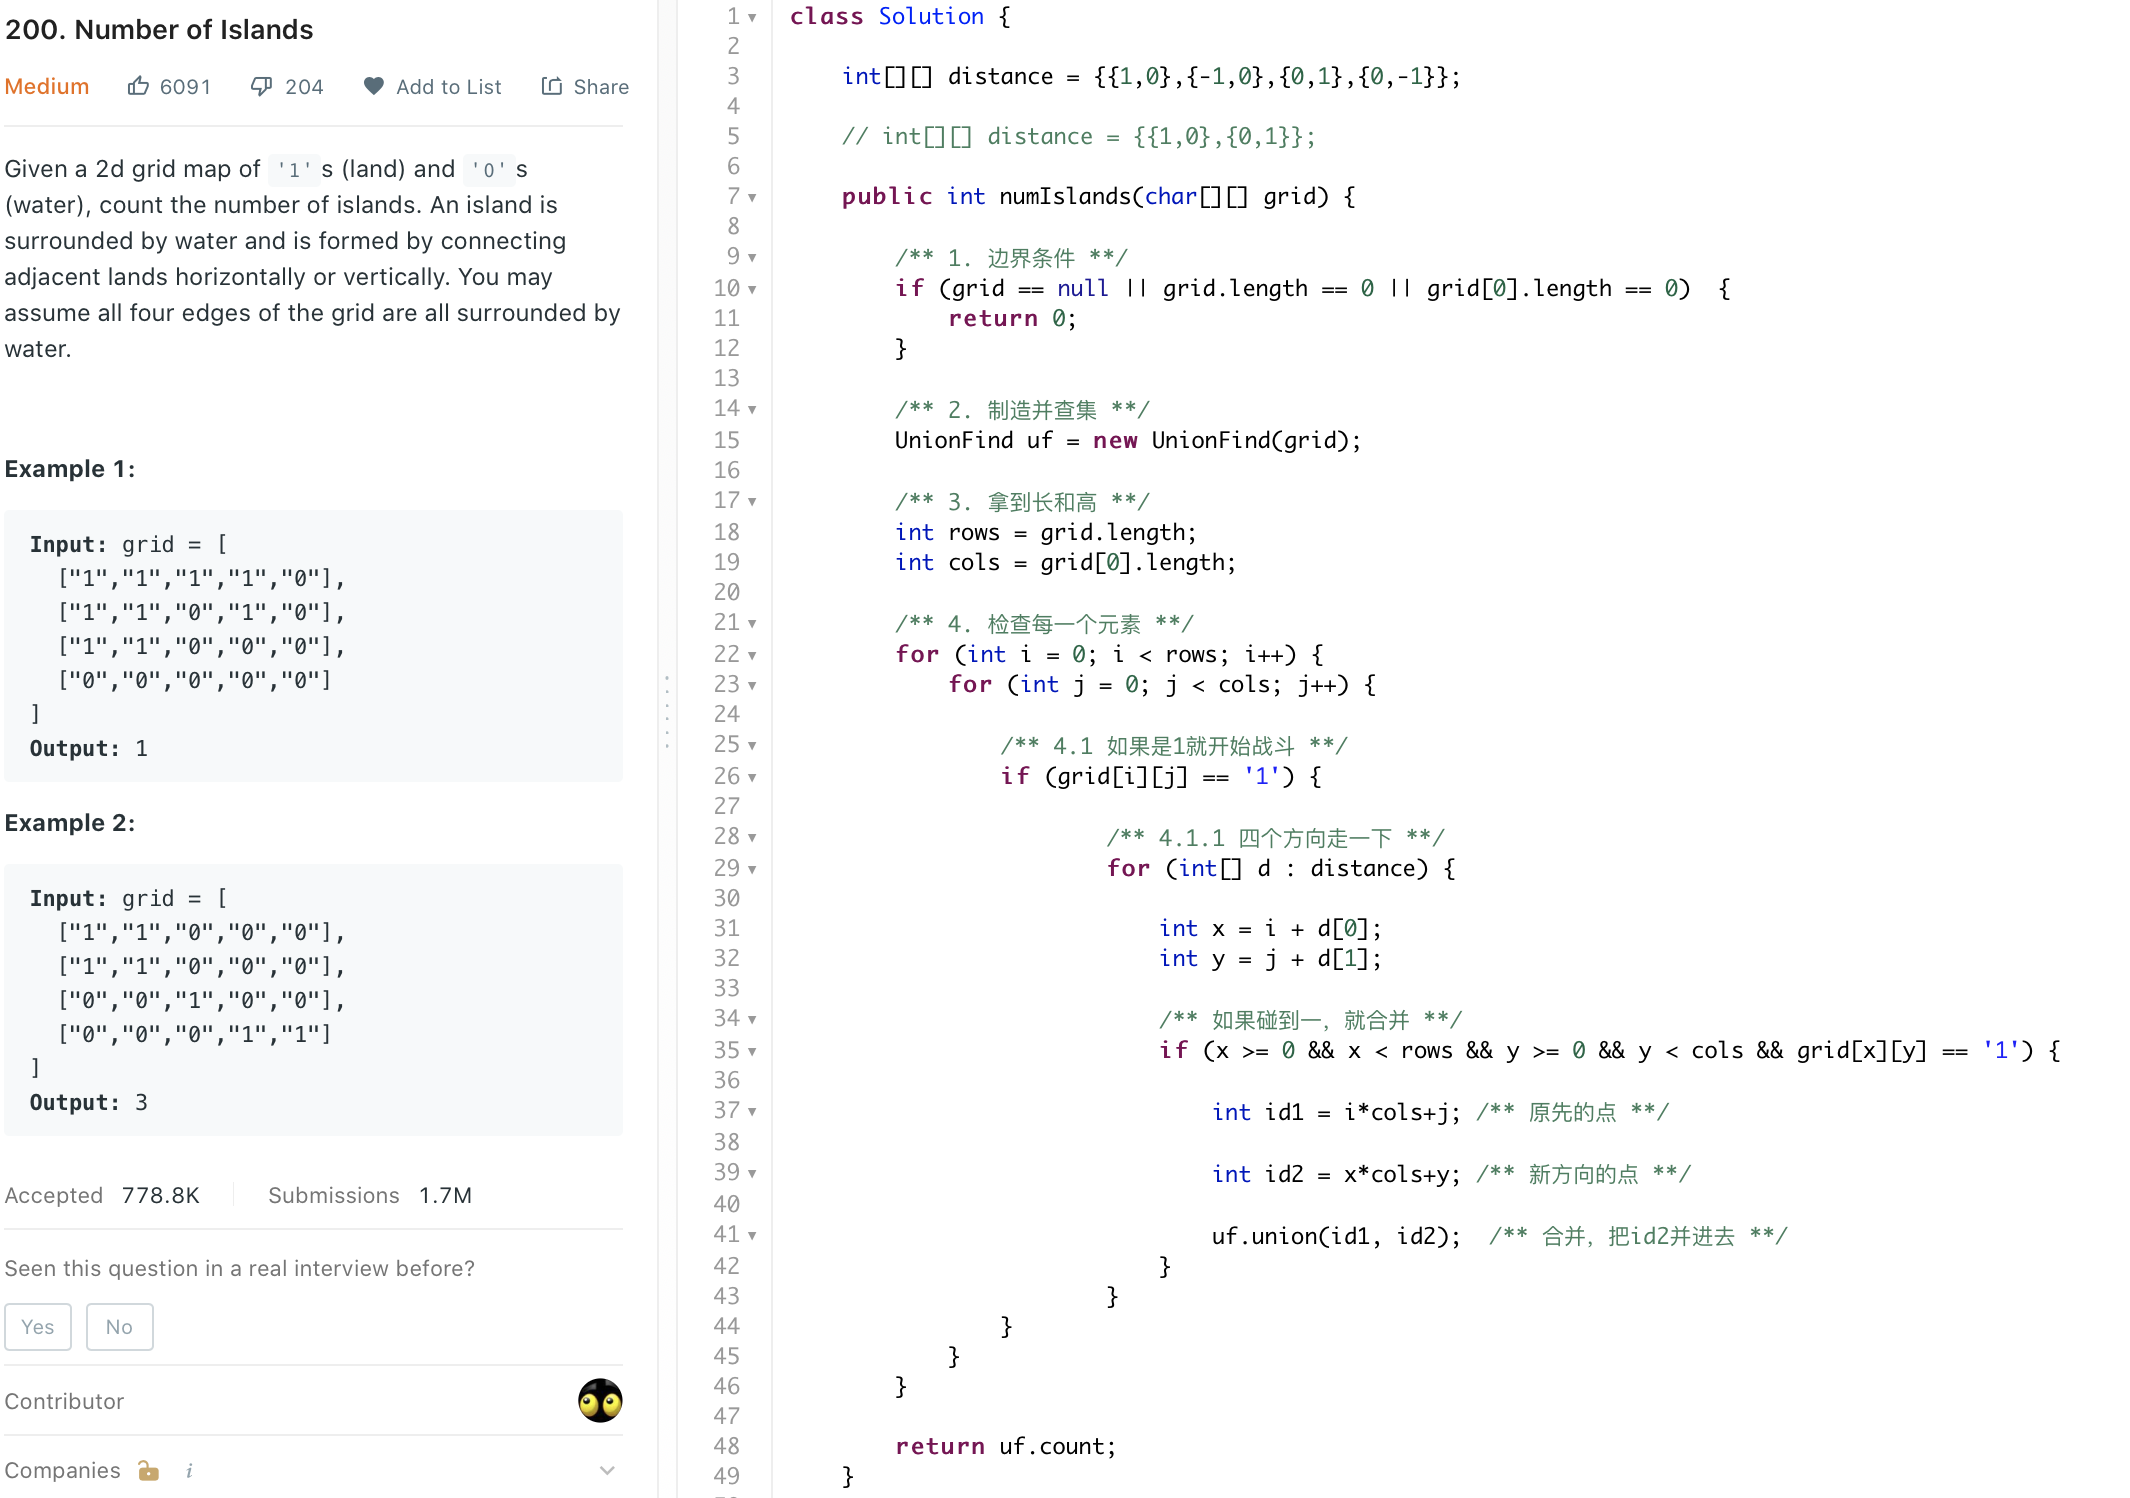 200. Number of Islands
Medium 6091 204 Add to List Share
Given a 2d grid map of '1's (land) and '0's
(water), count the number of islands. An island is
surrounded by water and is formed by connecting
adjacent lands horizontally or vertically. You may
assume all four edges of the grid are all surrounded by
water.
Example 1:
Input: grid = [
["1","1","1","1","0"],
["1","1","0","1","0"],
["1","1","0","0","0"],
["0","0","0","0","0"]
]
Output: 1
Example 2:
Input: grid = [
["1","1","0","0","0"],
["1","1","0","0","0"],
["0","0","1","0","0"],
["0","0","0","1","1"]
]
Output: 3
Accepted 778.8K Submissions 1.7M
Seen this question in a real interview before?
Yes No
Contributor
Companies i
1 class Solution {
2
3 int[][] distance = {{1,0},{-1,0},{0,1},{0,-1}};
4
5 // int[][] distance = {{1,0},{0,1}};
6
7 public int numIslands(char[][] grid) {
8
9 /** 1. 边界条件 **/
10 if (grid == null || grid.length == 0 || grid[0].length == 0) {
11 return 0;
12 }
13
14 /** 2. 制造并查集 **/
15 UnionFind uf = new UnionFind(grid);
16
17 /** 3. 拿到长和高 **/
18 int rows = grid.length;
19 int cols = grid[0].length;
20
21 /** 4. 检查每一个元素 **/
22 for (int i = 0; i < rows; i++) {
23 for (int j = 0; j < cols; j++) {
24
25 /** 4.1 如果是1就开始战斗 **/
26 if (grid[i][j] == '1') {
27
28 /** 4.1.1 四个方向走一下 **/
29 for (int[] d : distance) {
30
31 int x = i + d[0];
32 int y = j + d[1];
33
34 /** 如果碰到一，就合并 **/
35 if (x >= 0 && x < rows && y >= 0 && y < cols && grid[x][y] == '1') {
36
37 int id1 = i*cols+j; /** 原先的点 **/
38
39 int id2 = x*cols+y; /** 新方向的点 **/
40
41 uf.union(id1, id2); /** 合并，把id2并进去 **/
42 }
43 }
44 }
45 }
46 }
47
48 return uf.count;
49 }